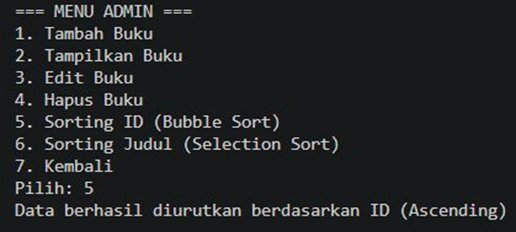 === MENU ADMIN ===
1. Tambah Buku
2. Tampilkan Buku
3. Edit Buku
4. Hapus Buku
5. Sorting ID (Bubble Sort)
6. Sorting Judul (Selection Sort)
7. Kembali
Pilih: 5
Data berhasil diurutkan berdasarkan ID (Ascending)